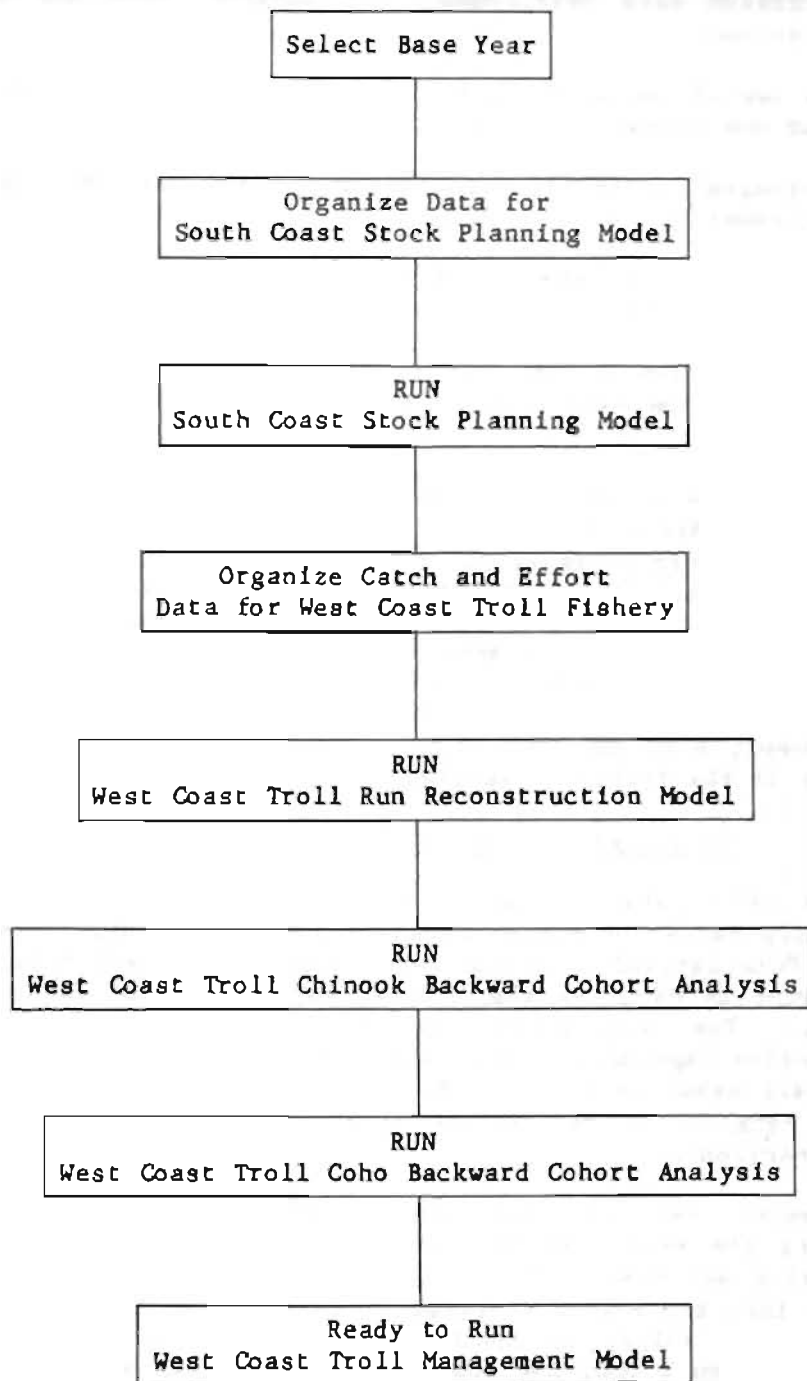 Select Base Year
Organize Data for
South Coast Stock Planning Model
RUN
South Coast Stock Planning Model
Organize Catch and Effort
Data for West Coast Troll Fishery
RUN
West Coast Troll Run Reconstruction Model
RUN
West Coast Troll Chinook Backward Cohort Analysis
RUN
West Coast Troll Coho Backward Cohort Analysis
Ready to Run
West Coast Troll Management Model